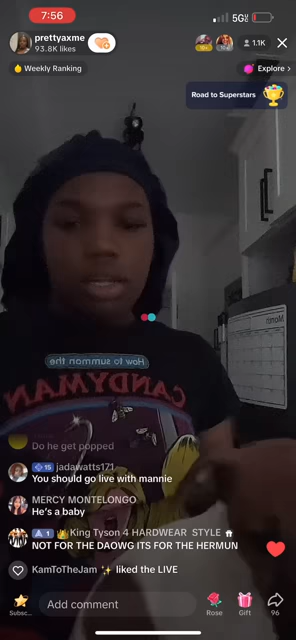 7:56
5G
prettyaxme
93.8K likes
1.1K
Weekly Ranking
Explore >
Road to Superstars
How to summon the
CANDYMAN
Do he get popped
15 jadawatts171
You should go live with mannie
MERCY MONTELONGO
He's a baby
1 King Tyson 4 HARDWEAR STYLE
NOT FOR THE DAOWG ITS FOR THE HERMUN
KamToTheJam liked the LIVE
Subsc...
Add comment
Rose
Gift
96